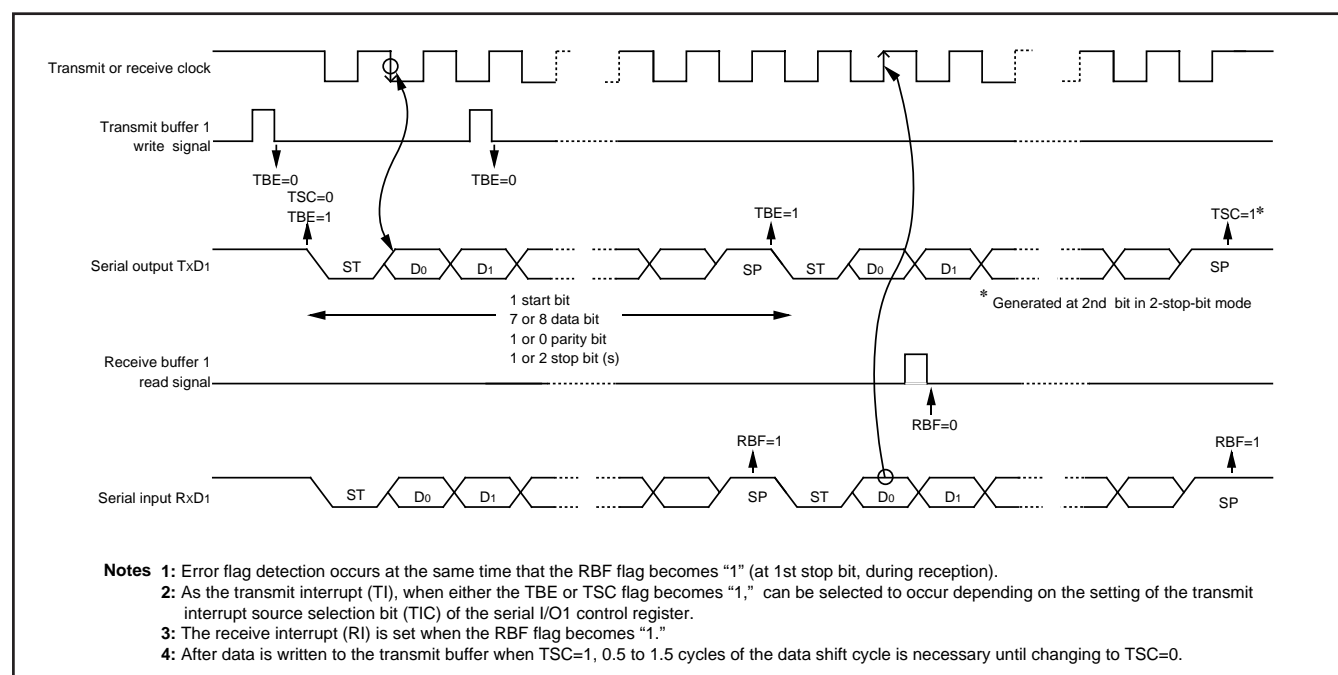 Transmit or receive clock
Transmit buffer 1
write signal
TBE=0
TBE=0
TSC=0
TBE=1
TBE=1
TSC=1*
Serial output TxD1
ST
D0
D1
SP
ST
D0
D1
SP
1 start bit
7 or 8 data bit
1 or 0 parity bit
1 or 2 stop bit (s)
* Generated at 2nd bit in 2-stop-bit mode
Receive buffer 1
read signal
RBF=0
RBF=1
RBF=1
Serial input RxD1
ST
D0
D1
SP
ST
D0
D1
SP
Notes 1: Error flag detection occurs at the same time that the RBF flag becomes “1” (at 1st stop bit, during reception).
2: As the transmit interrupt (TI), when either the TBE or TSC flag becomes “1,” can be selected to occur depending on the setting of the transmit
interrupt source selection bit (TIC) of the serial I/O1 control register.
3: The receive interrupt (RI) is set when the RBF flag becomes “1.”
4: After data is written to the transmit buffer when TSC=1, 0.5 to 1.5 cycles of the data shift cycle is necessary until changing to TSC=0.